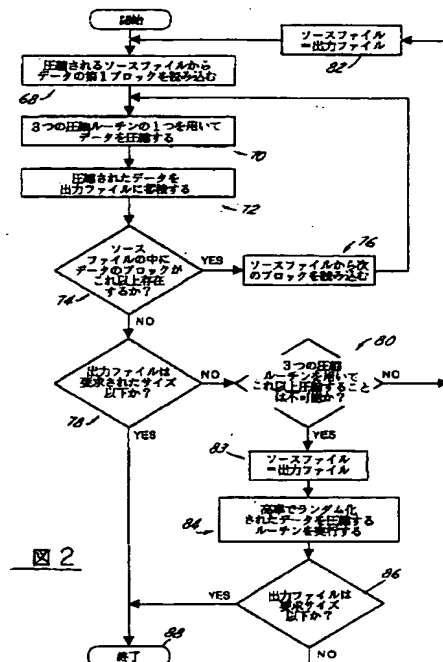 開始
ソースファイル
=出力ファイル
82
圧縮されるソースファイルから
データの第1ブロックを読み込む
68
3つの圧縮ルーチンの1つを用いて
データを圧縮する
70
圧縮されたデータを
出力ファイルに蓄積する
72
ソース
ファイルの中に
データのブロックが
これ以上存在
するか?
74
YES
ソースファイルから次
のブロックを読み込む
76
NO
出力ファイルは
要求されたサイズ
以下か?
78
NO
YES
3つの圧縮
ルーチンを用いて
これ以上圧縮すること
は不可能か?
80
NO
YES
ソースファイル
=出力ファイル
83
高率でランダム化
されたデータを圧縮する
ルーチンを実行する
84
出力ファイルは
要求サイズ
以下か?
86
YES
NO
図2
終了
88